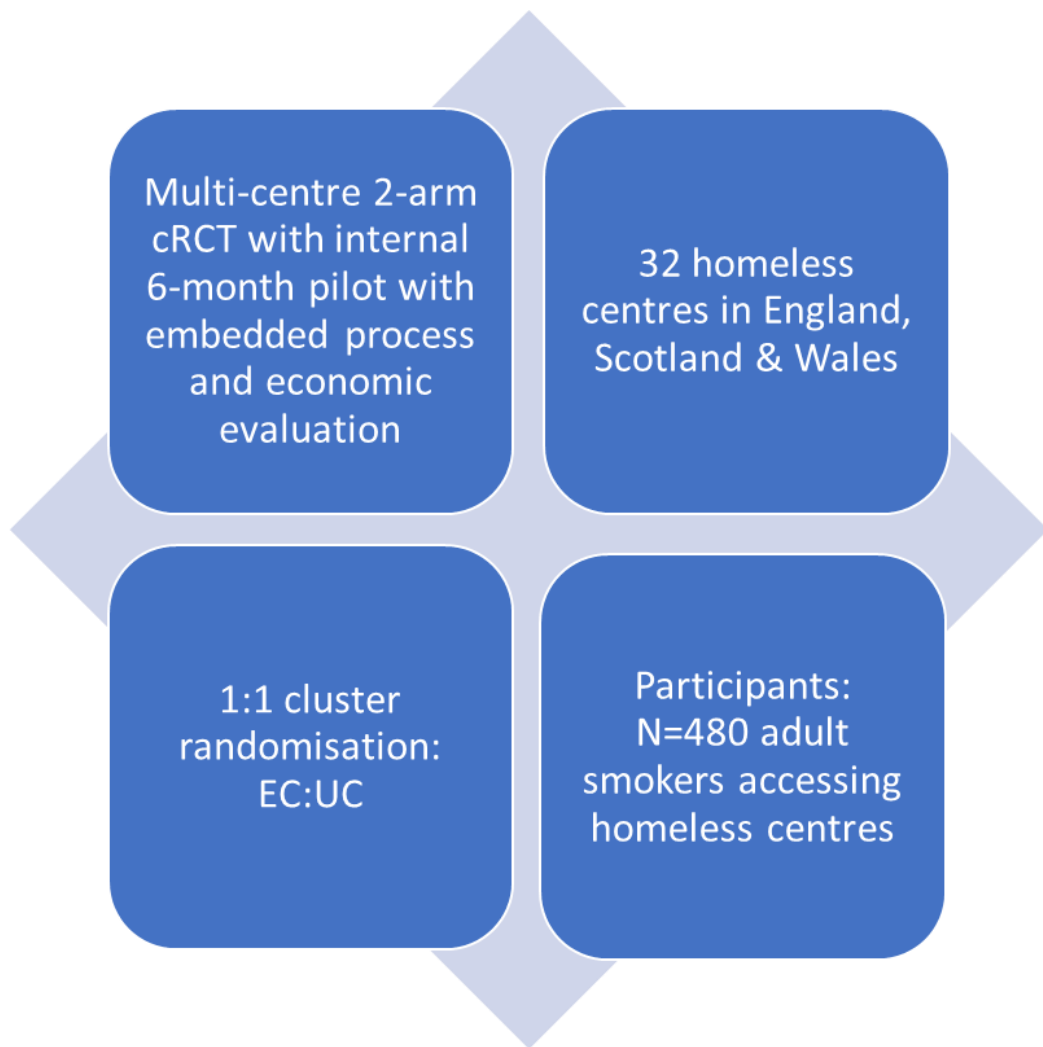 Multi-centre 2-arm
cRCT with internal
6-month pilot with
embedded process
and economic
evaluation
32 homeless
centres in England,
Scotland & Wales
1:1 cluster
randomisation:
EC:UC
Participants:
N=480 adult
smokers accessing
homeless centres